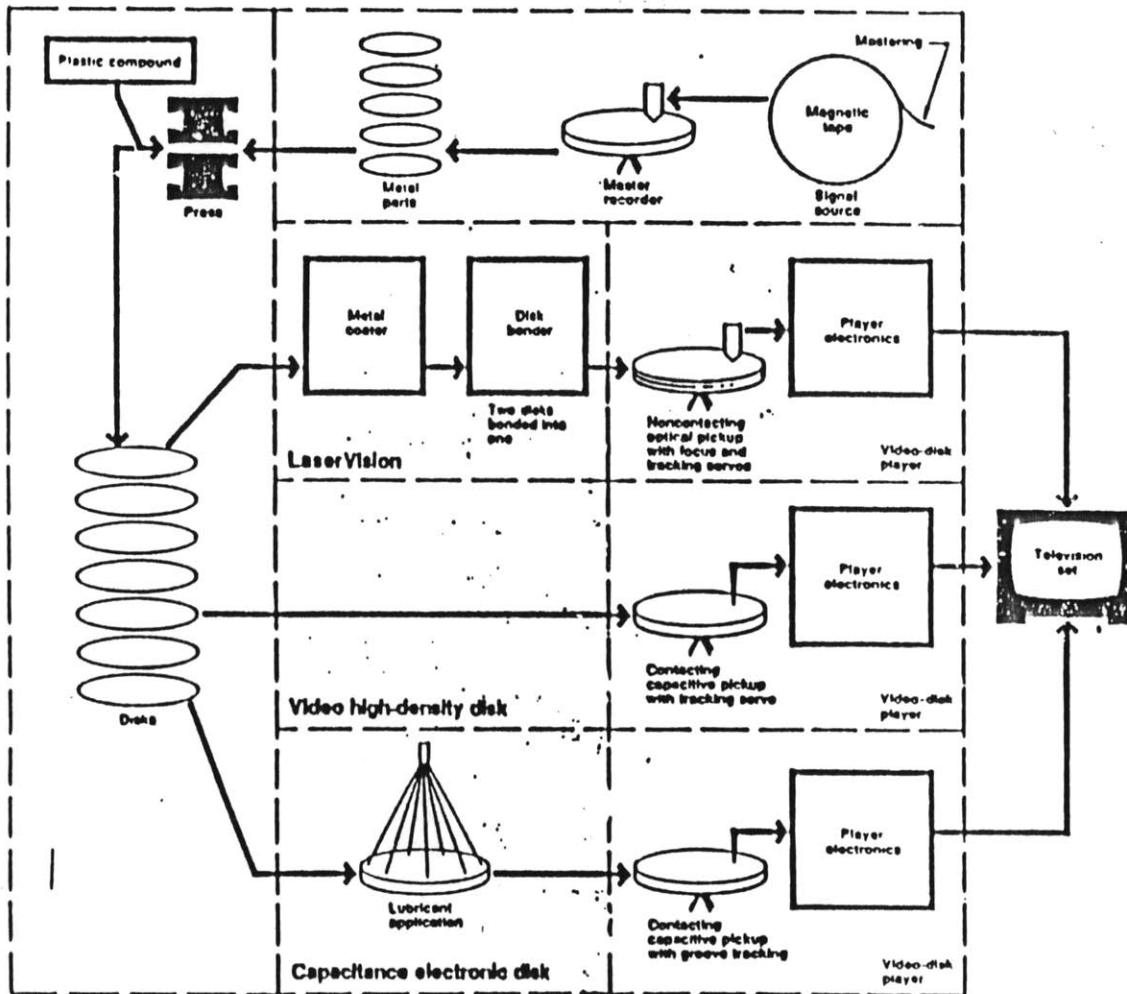 Plastic compound
Press
Metal
parts
Master
recorder
Magnetic
tape
Signal
source
Mastering
Metal
coater
Disk
bonder
Two disks
bonded into
one
LaserVision
Noncontacting
optical pickup
with focus and
tracking servos
Player
electronics
Video-disk
player
Disks
Video high-density disk
Contacting
capacitive pickup
with tracking servo
Player
electronics
Video-disk
player
Television
set
Lubricant
application
Capacitance electronic disk
Contacting
capacitive pickup
with groove tracking
Player
electronics
Video-disk
player